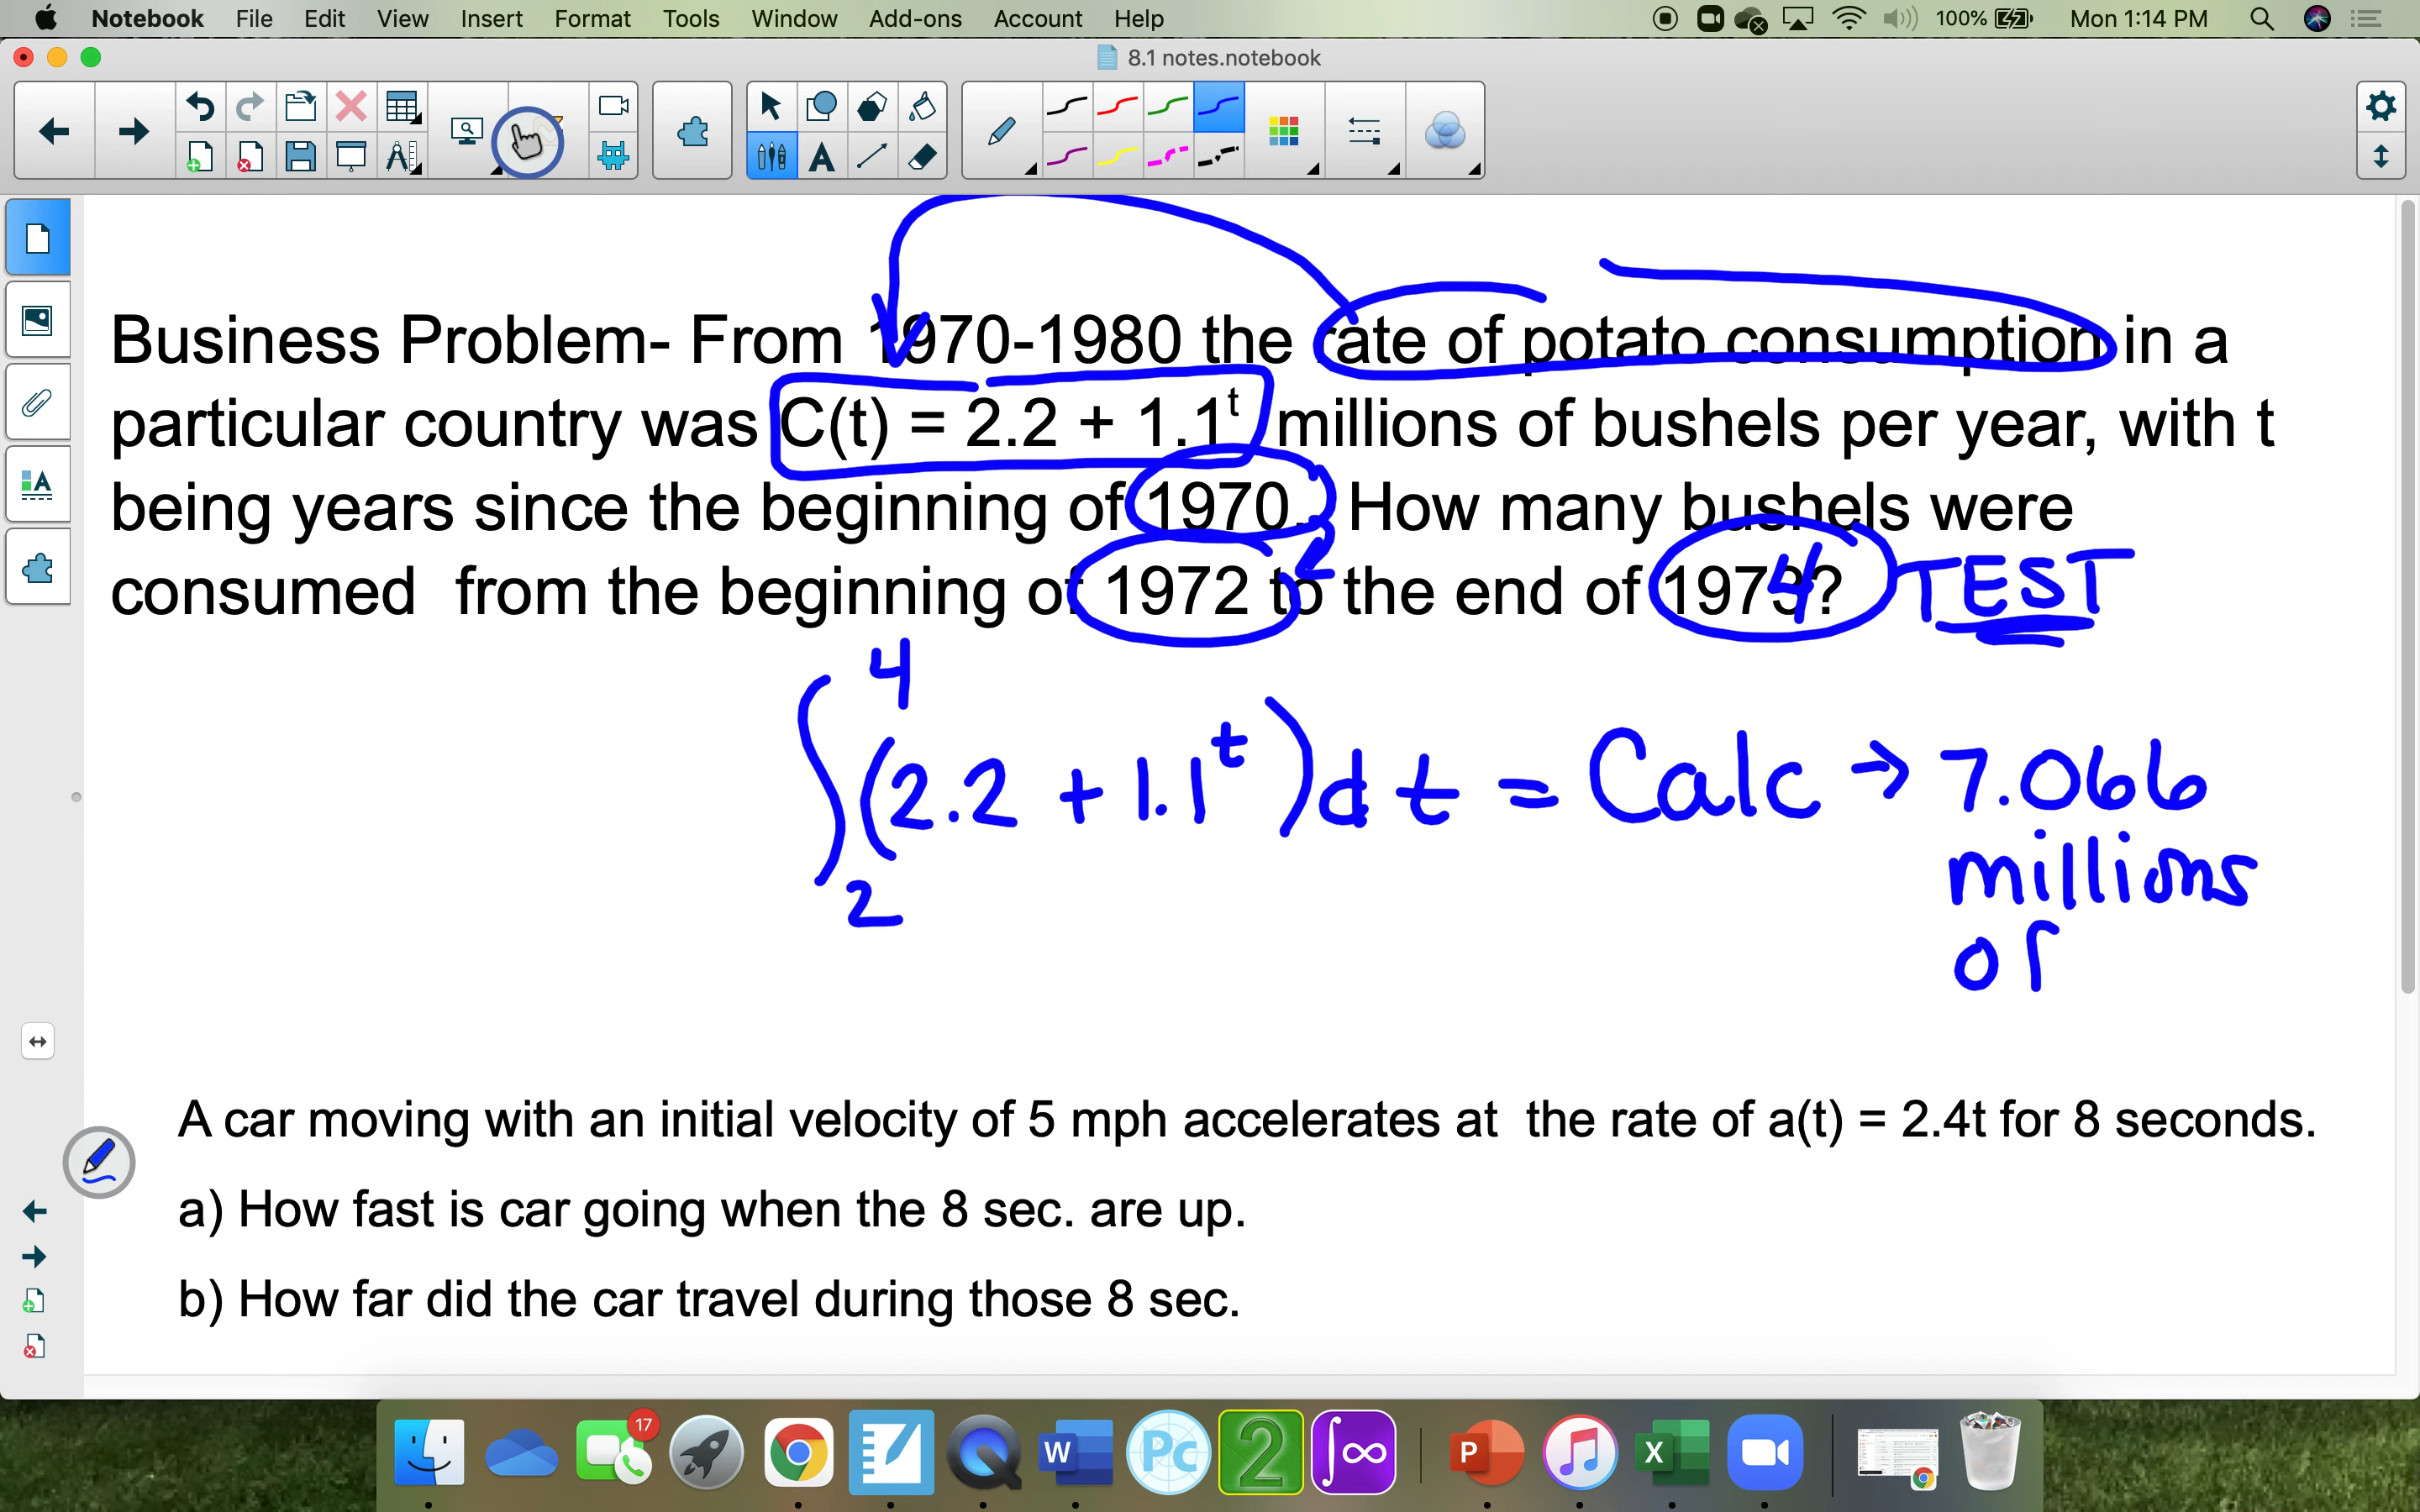 Notebook File Edit View Insert Format Tools Window Add-ons Account Help 100% Mon 1:14 PM
8.1 notes.notebook
Business Problem- From 1970-1980 the rate of potato consumption in a
particular country was C(t) = 2.2 + 1.1^t millions of bushels per year, with t
being years since the beginning of 1970. How many bushels were
consumed from the beginning of 1972 to the end of 1974? TEST
4
∫(2.2 + 1.1^t)dt = Calc → 7.066
2
millions
of
A car moving with an initial velocity of 5 mph accelerates at the rate of a(t) = 2.4t for 8 seconds.
a) How fast is car going when the 8 sec. are up.
b) How far did the car travel during those 8 sec.
17
W Pc 2 ∫∞ P X